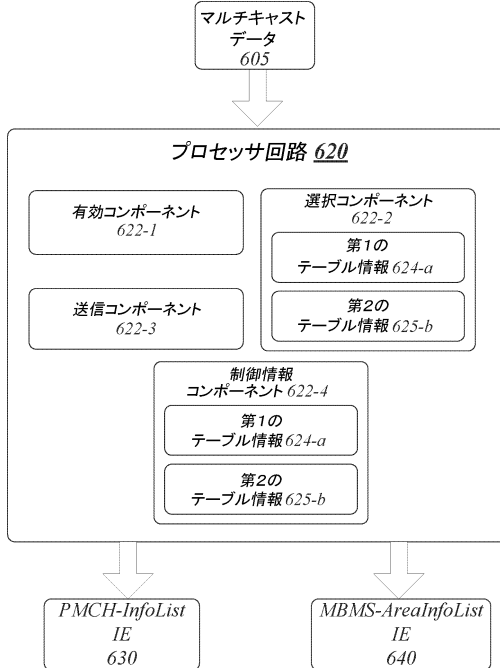 マルチキャスト
データ
605
プロセッサ回路 620
有効コンポーネント
622-1
選択コンポーネント
622-2
第1の
テーブル情報 624-a
第2の
テーブル情報 625-b
送信コンポーネント
622-3
制御情報
コンポーネント 622-4
第1の
テーブル情報 624-a
第2の
テーブル情報 625-b
PMCH-InfoList
IE
630
MBMS-AreaInfoList
IE
640